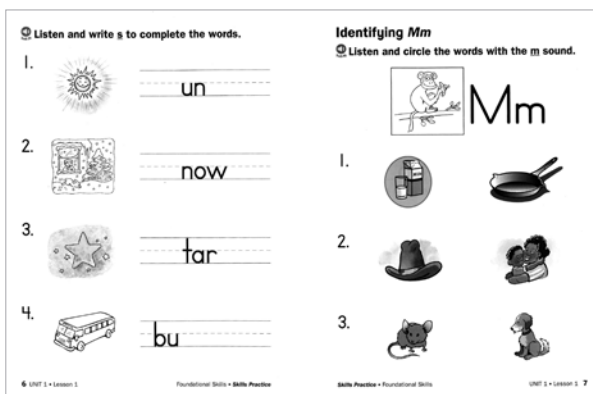 Listen and write s to complete the words.
1.
un
2.
now
3.
tar
4.
bu
6 UNIT 1 • Lesson 1
Foundational Skills • Skills Practice
Identifying Mm
Listen and circle the words with the m sound.
Mm
1.
2.
3.
Skills Practice • Foundational Skills
UNIT 1 • Lesson 1 7